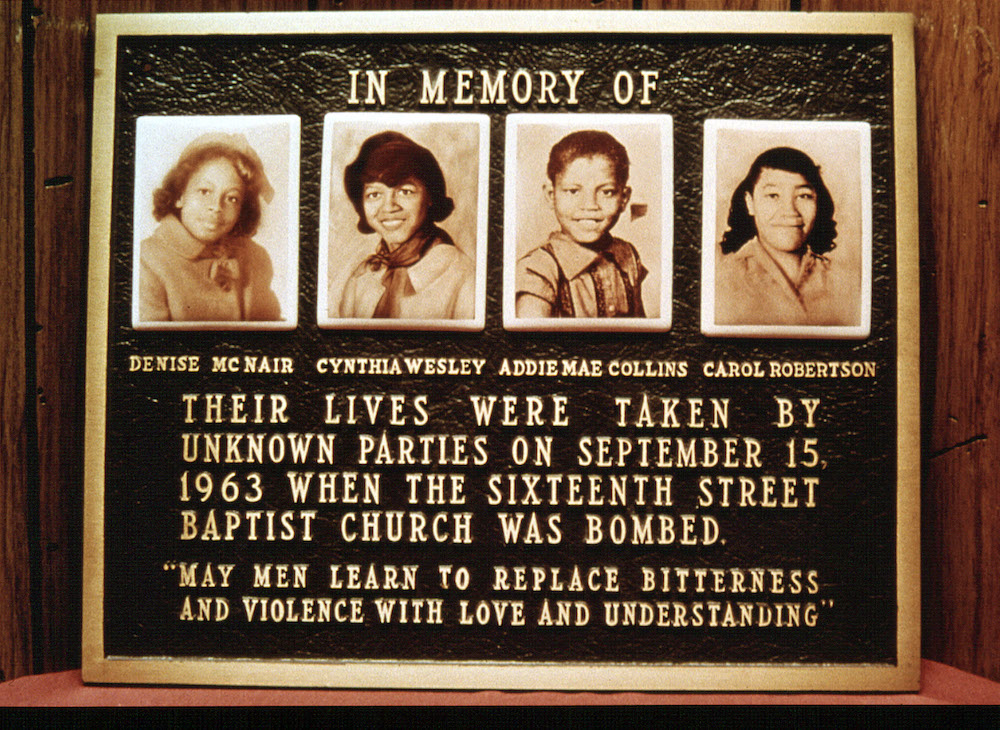 IN MEMORY OF
DENISE MCNAIR CYNTHIA WESLEY ADDIE MAE COLLINS CAROL ROBERTSON
THEIR LIVES WERE TAKEN BY
UNKNOWN PARTIES ON SEPTEMBER 15,
1963 WHEN THE SIXTEENTH STREET
BAPTIST CHURCH WAS BOMBED.
"MAY MEN LEARN TO REPLACE BITTERNESS
AND VIOLENCE WITH LOVE AND UNDERSTANDING"